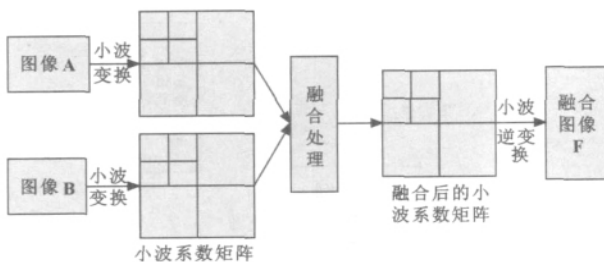 图像A
小波
变换
图像B
小波
变换
小波系数矩阵
融
合
处
理
融合后的小
波系数矩阵
小波
逆变
换
融合
图像
F